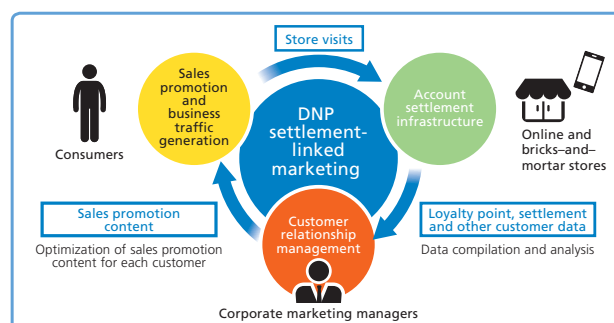 Store visits
Sales
promotion
and
business
traffic
generation
DNP
settlement-
linked
marketing
Account
settlement
infrastructure
Consumers
Online and
bricks–and–
mortar stores
Sales promotion
content
Optimization of sales promotion
content for each customer
Customer
relationship
management
Loyalty point, settlement
and other customer data
Data compilation and analysis
Corporate marketing managers